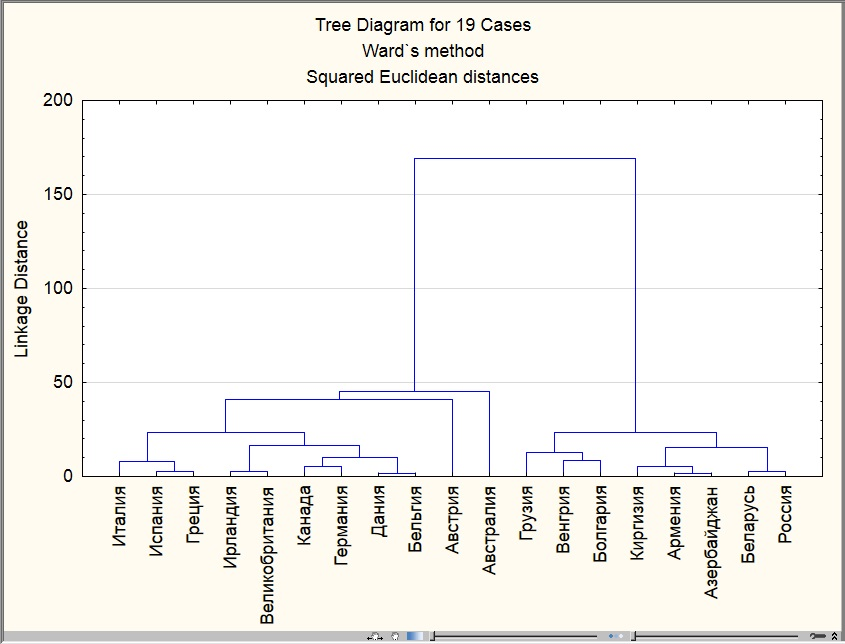 Tree Diagram for 19 Cases
Ward`s method
Squared Euclidean distances
200
150
100
50
0
Linkage Distance
Италия
Испания
Греция
Ирландия
Великобритания
Канада
Германия
Дания
Бельгия
Австрия
Австралия
Грузия
Венгрия
Болгария
Киргизия
Армения
Азербайджан
Беларусь
Россия